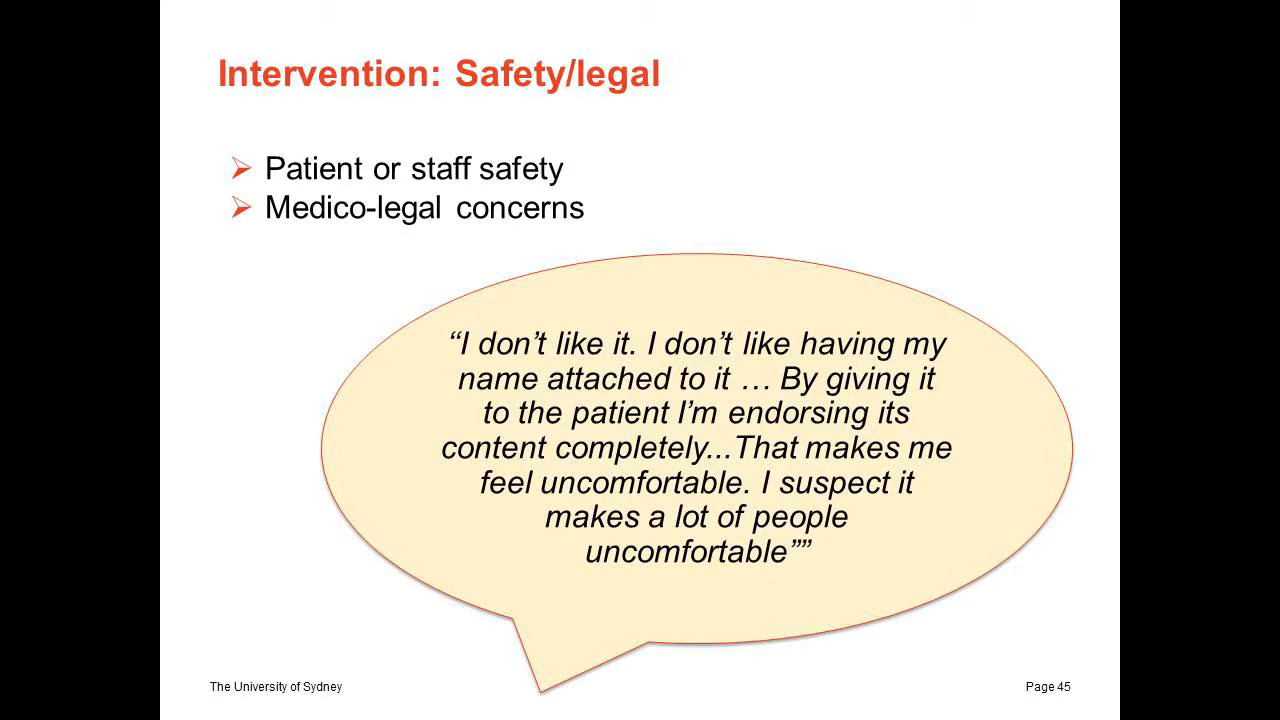 Intervention: Safety/legal
Patient or staff safety
Medico-legal concerns
“I don’t like it. I don’t like having my
name attached to it … By giving it
to the patient I’m endorsing its
content completely...That makes me
feel uncomfortable. I suspect it
makes a lot of people
uncomfortable””
The University of Sydney
Page 45